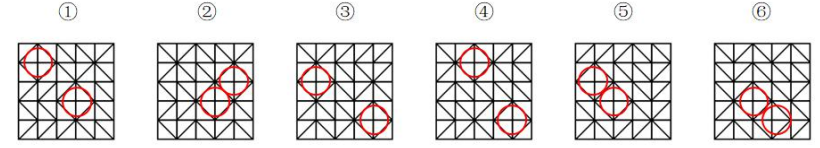 ① ② ③ ④ ⑤ ⑥